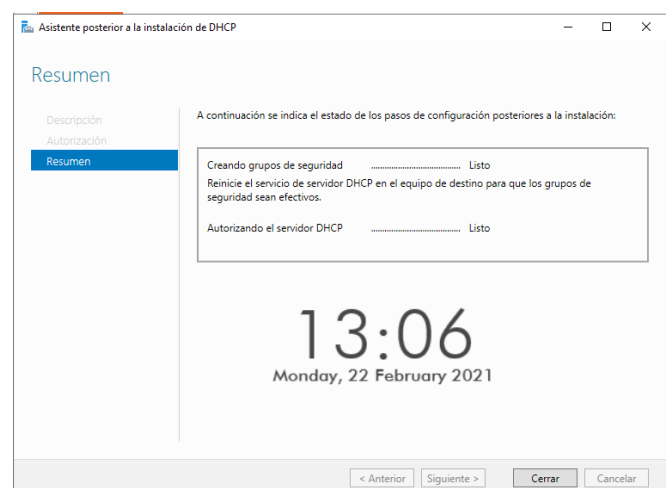 Asistente posterior a la instalación de DHCP
Resumen
Descripción
Autorización
Resumen
A continuación se indica el estado de los pasos de configuración posteriores a la instalación:
Creando grupos de seguridad ..................................... Listo
Reinicie el servicio de servidor DHCP en el equipo de destino para que los grupos de
seguridad sean efectivos.
Autorizando el servidor DHCP ..................................... Listo
13:06
Monday, 22 February 2021
< Anterior Siguiente > Cerrar Cancelar